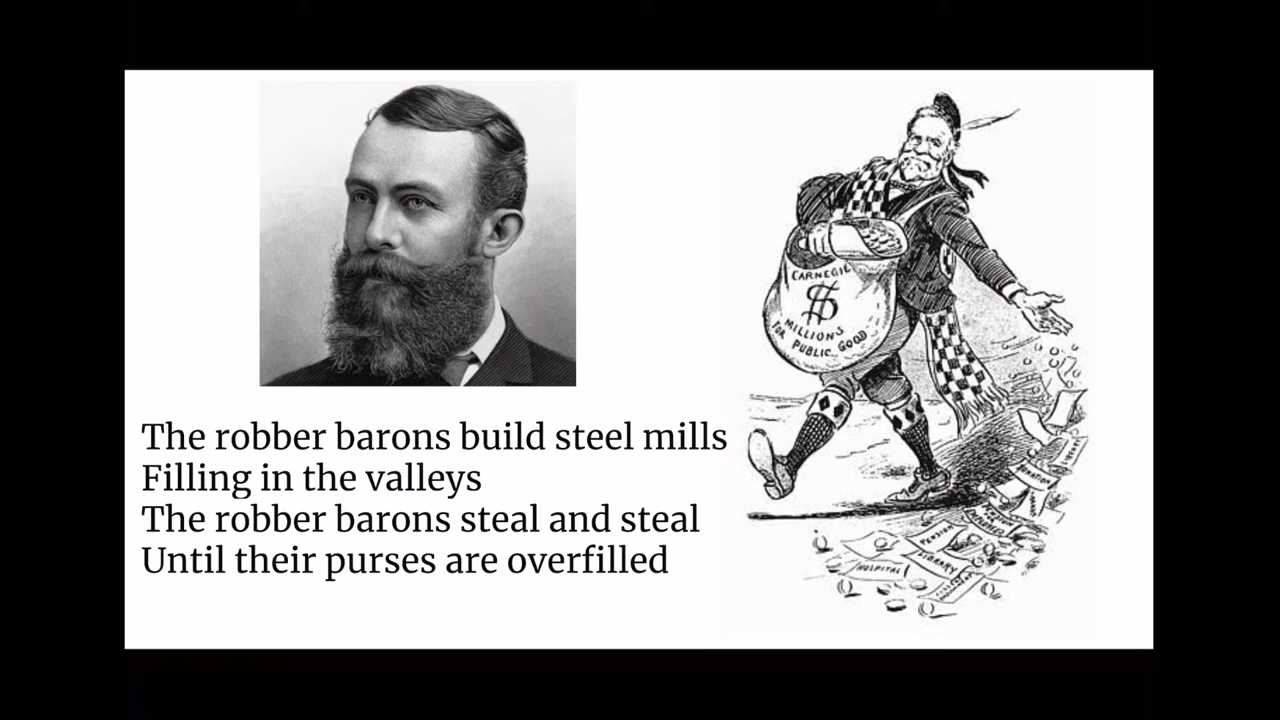 The robber barons build steel mills
Filling in the valleys
The robber barons steal and steal
Until their purses are overfilled
CARNEGIE
$
MILLIONS
FOR PUBLIC GOOD
PENSION
LIBRARY
HOSPITAL